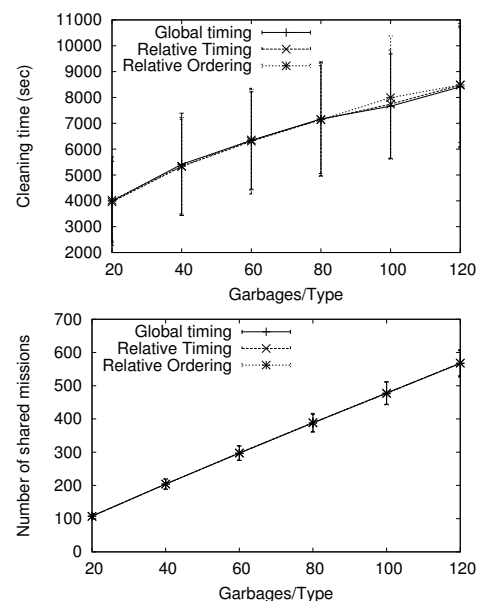 11000
10000
9000
8000
7000
6000
5000
4000
3000
2000
Cleaning time (sec)
Global timing
Relative Timing
Relative Ordering
20 40 60 80 100 120
Garbages/Type
700
600
500
400
300
200
100
0
Number of shared missions
Global timing
Relative Timing
Relative Ordering
20 40 60 80 100 120
Garbages/Type